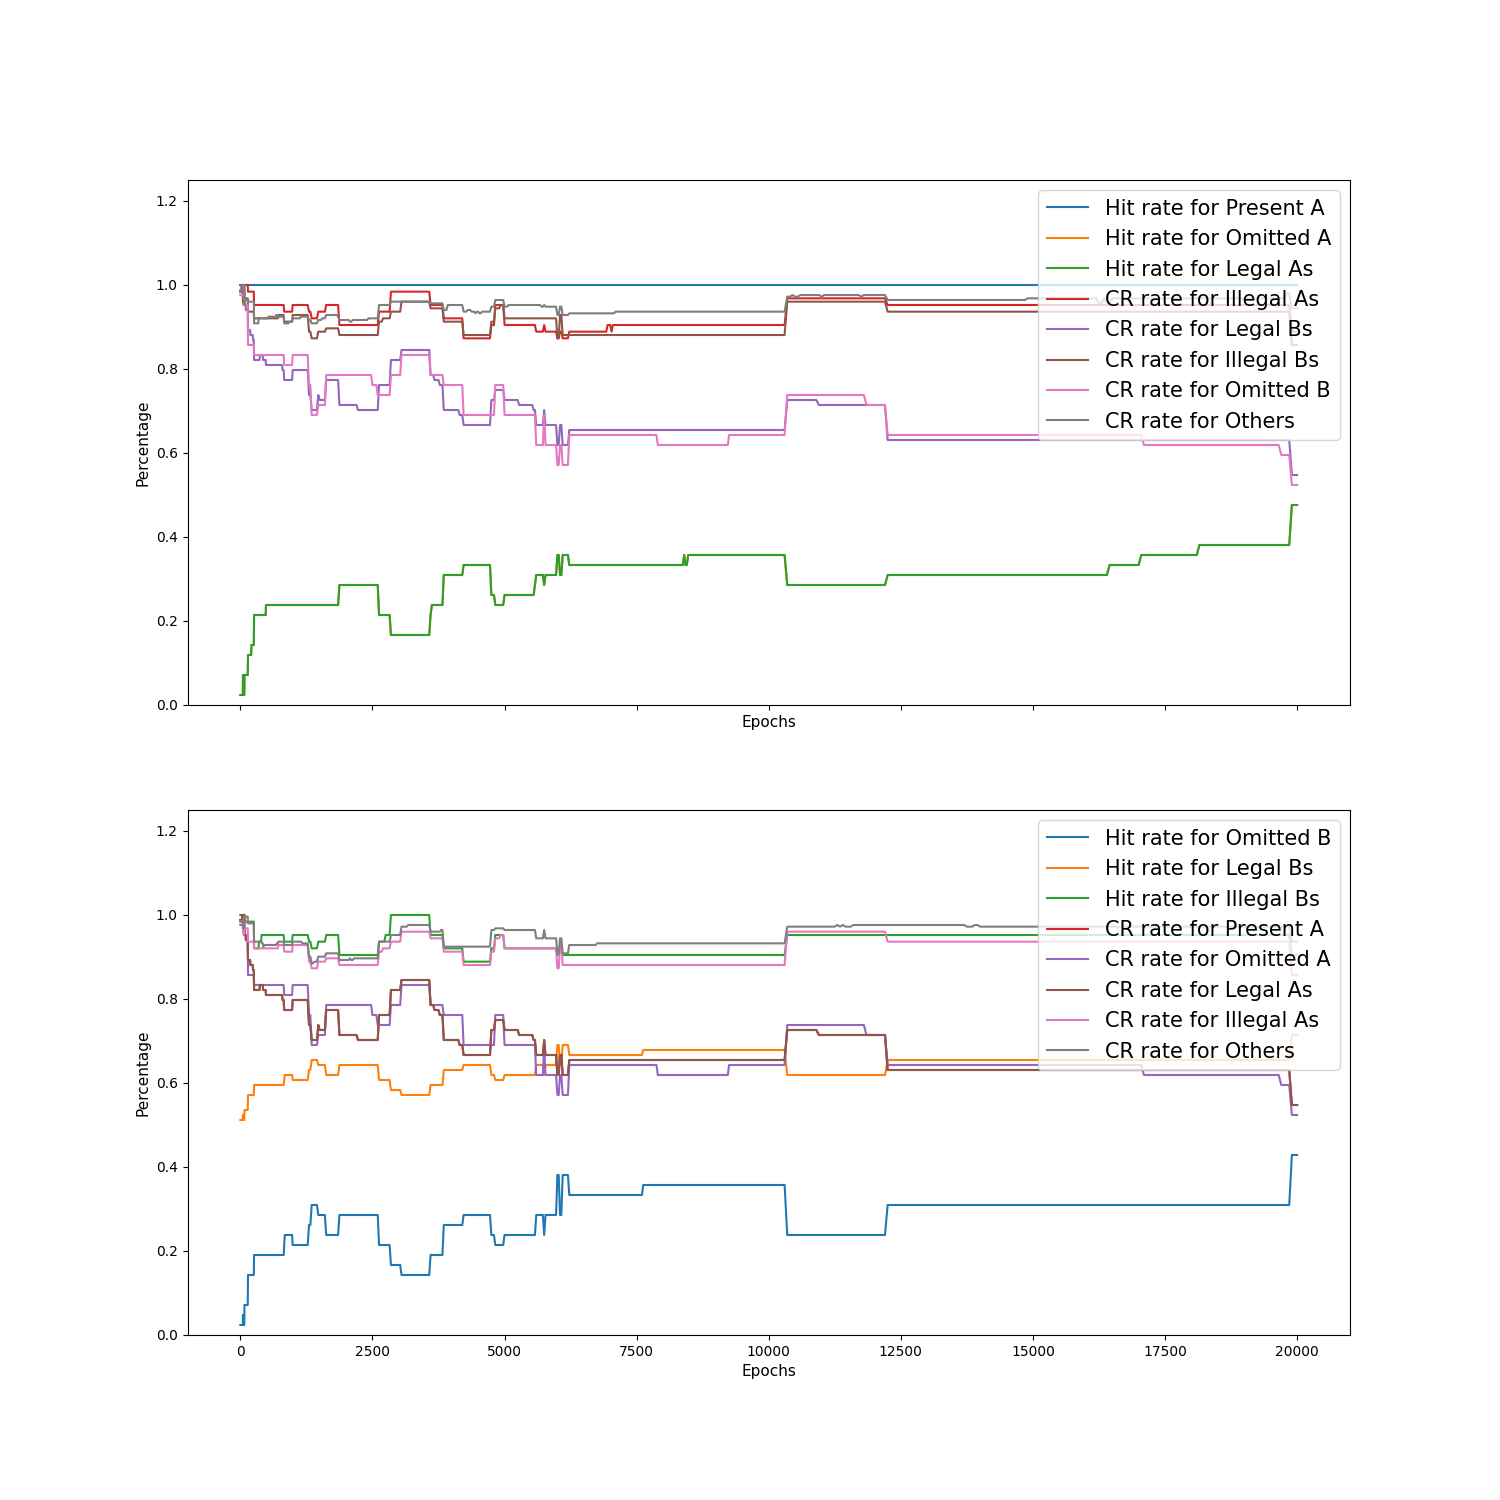 1.2
1.0
0.8
0.6
0.4
0.2
0.0
Percentage
Epochs
Hit rate for Present A
Hit rate for Omitted A
Hit rate for Legal As
CR rate for Illegal As
CR rate for Legal Bs
CR rate for Illegal Bs
CR rate for Omitted B
CR rate for Others
1.2
1.0
0.8
0.6
0.4
0.2
0.0
Percentage
Hit rate for Omitted B
Hit rate for Legal Bs
Hit rate for Illegal Bs
CR rate for Present A
CR rate for Omitted A
CR rate for Legal As
CR rate for Illegal As
CR rate for Others
0 2500 5000 7500 10000 12500 15000 17500 20000
Epochs